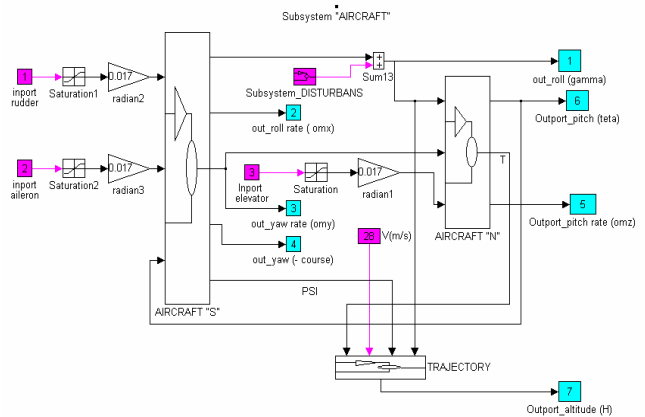 Subsystem "AIRCRAFT"
1
inport
rudder
Saturation1
0.017
radian2
Subsystem_DISTURBANS
Sum13
1
out_roll (gamma)
6
Outport_pitch (teta)
2
out_roll rate ( omx)
2
inport
aileron
Saturation2
0.017
radian3
3
Inport
elevator
Saturation
0.017
radian1
T
3
out_yaw rate (omy)
5
Outport_pitch rate (omz)
4
out_yaw (- course)
28
V(m/s)
AIRCRAFT "N"
PSI
AIRCRAFT "S"
TRAJECTORY
7
Outport_altitude (H)